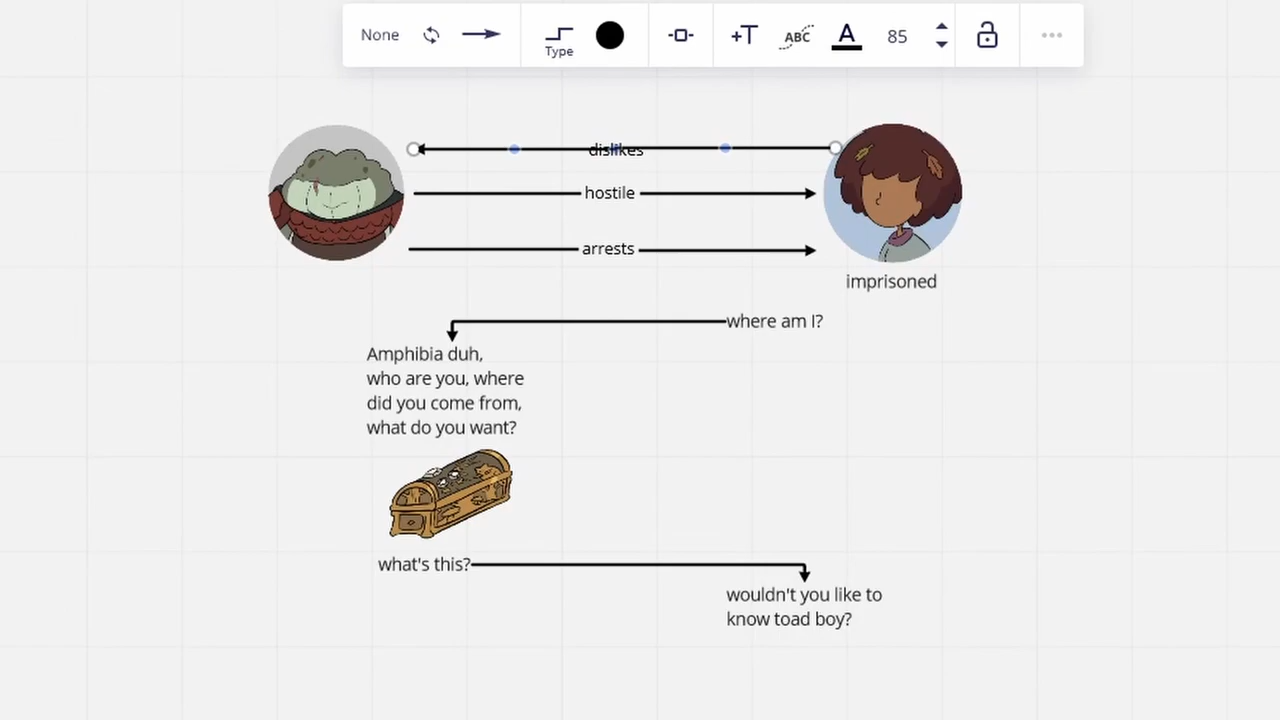 None
Type
+T
ABC
A
85
dislikes
hostile
arrests
imprisoned
where am I?
Amphibia duh,
who are you, where
did you come from,
what do you want?
what's this?
wouldn't you like to
know toad boy?